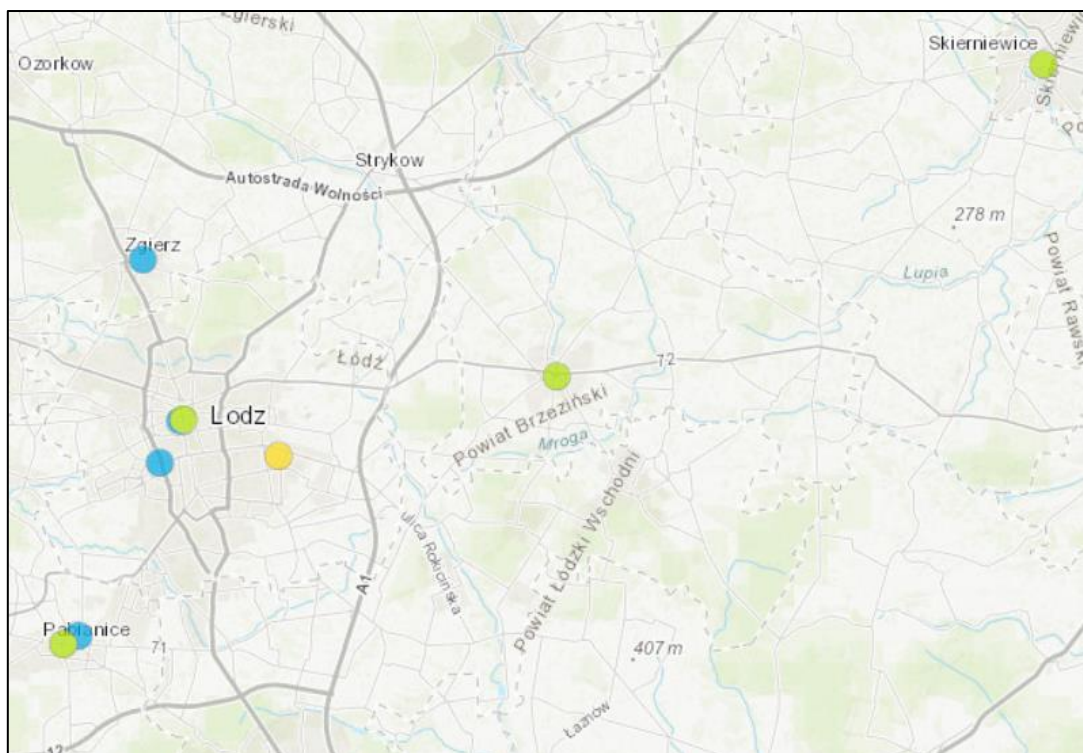 Zgierski
Skierniewice
Ozorkow
Strykow
Autostrada Wolności
278 m
Zgierz
Lupia
Powiat Rawski
Łódź
72
Lodz
Powiat Brzeziński
Mroga
Powiat Łódzki Wschodni
ulica Rokicińska
A1
Pabianice
71
407 m
Łaznów
12